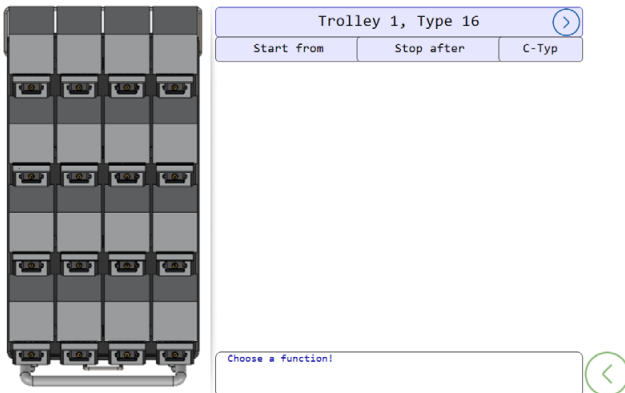 Trolley 1, Type 16
Start from Stop after C-Typ
Choose a function!